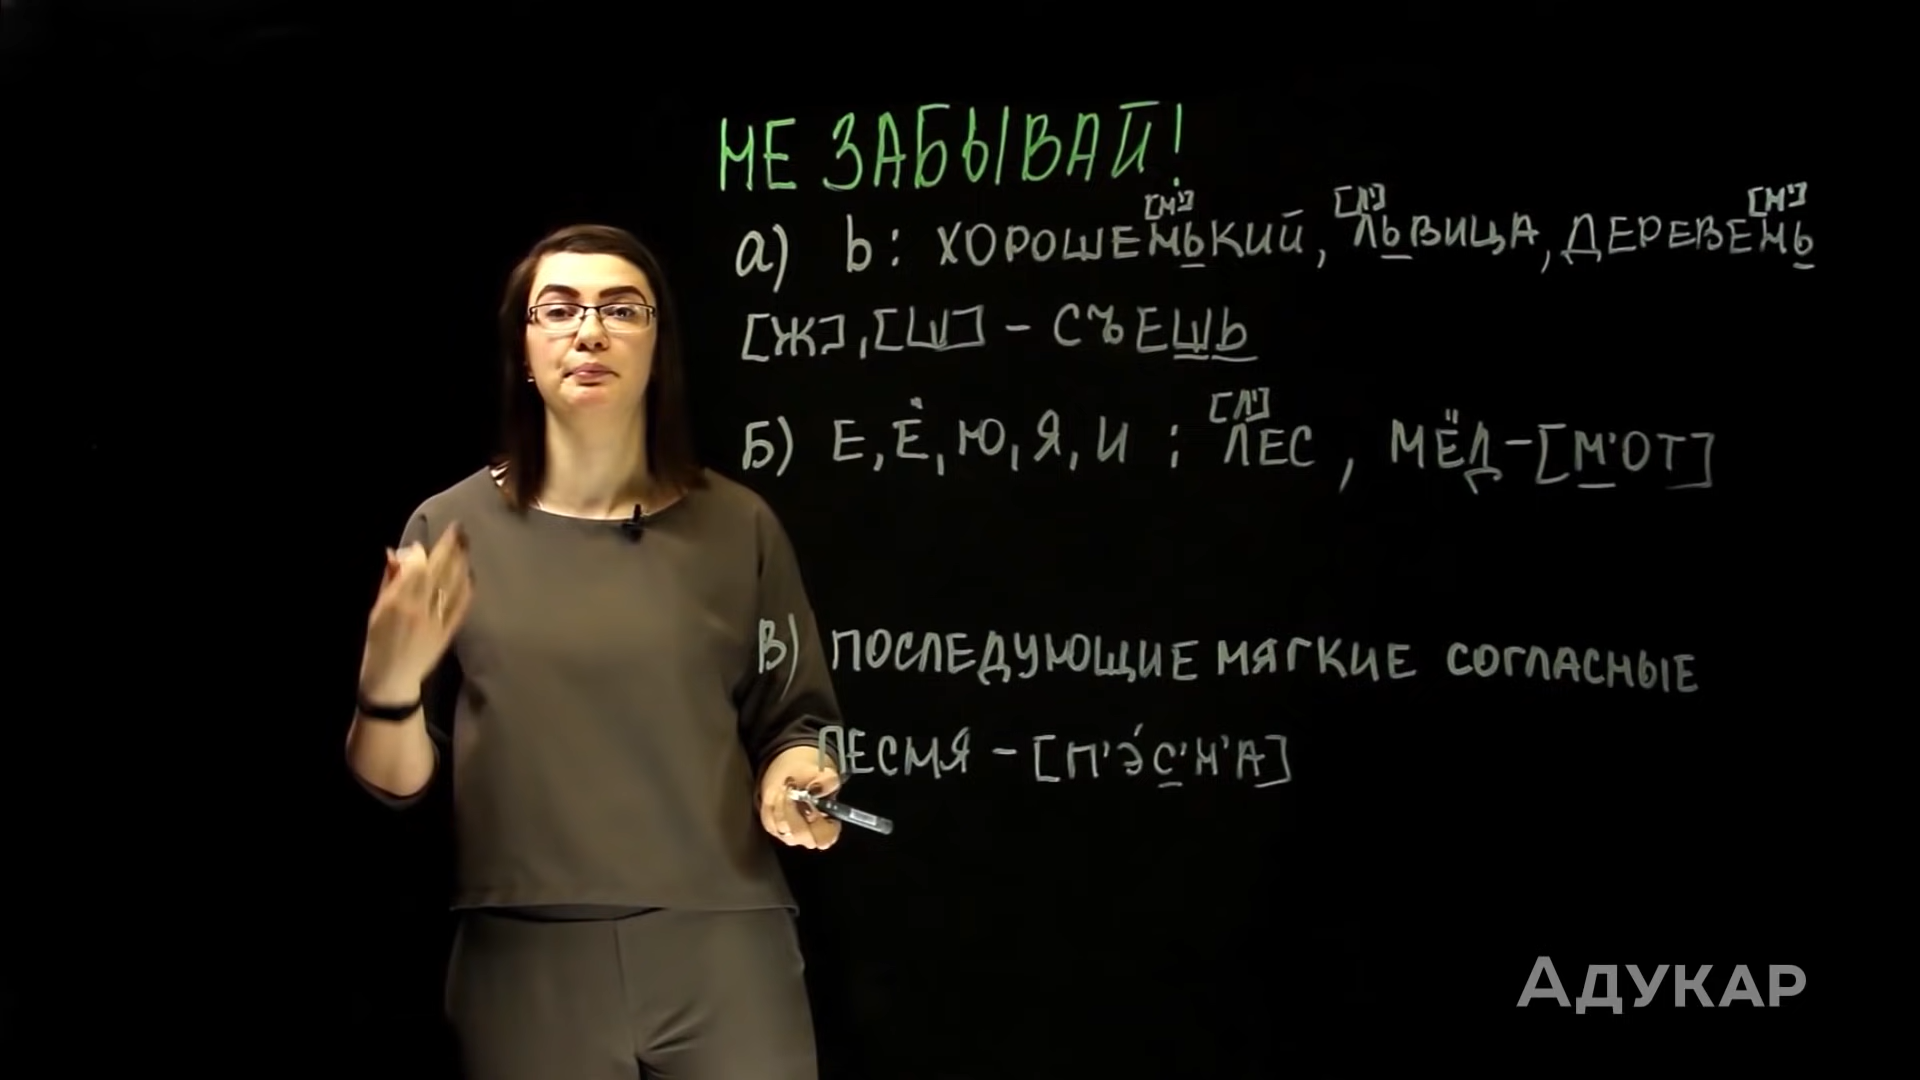 НЕ ЗАБЫВАЙ!
[Н'] [Л'] [Н']
а) Ь: ХОРОШЕНЬКИЙ, ЛЬВИЦА, ДЕРЕВЕНЬ
[Ж], [Ш] – СЪЕШЬ
[Л']
Б) Е, Ё, Ю, Я, И : ЛЕС, МЁД – [М'ОТ]
В) ПОСЛЕДУЮЩИЕ МЯГКИЕ СОГЛАСНЫЕ
ПЕСНЯ – [П'Э́С'Н'А]
АДУКАР